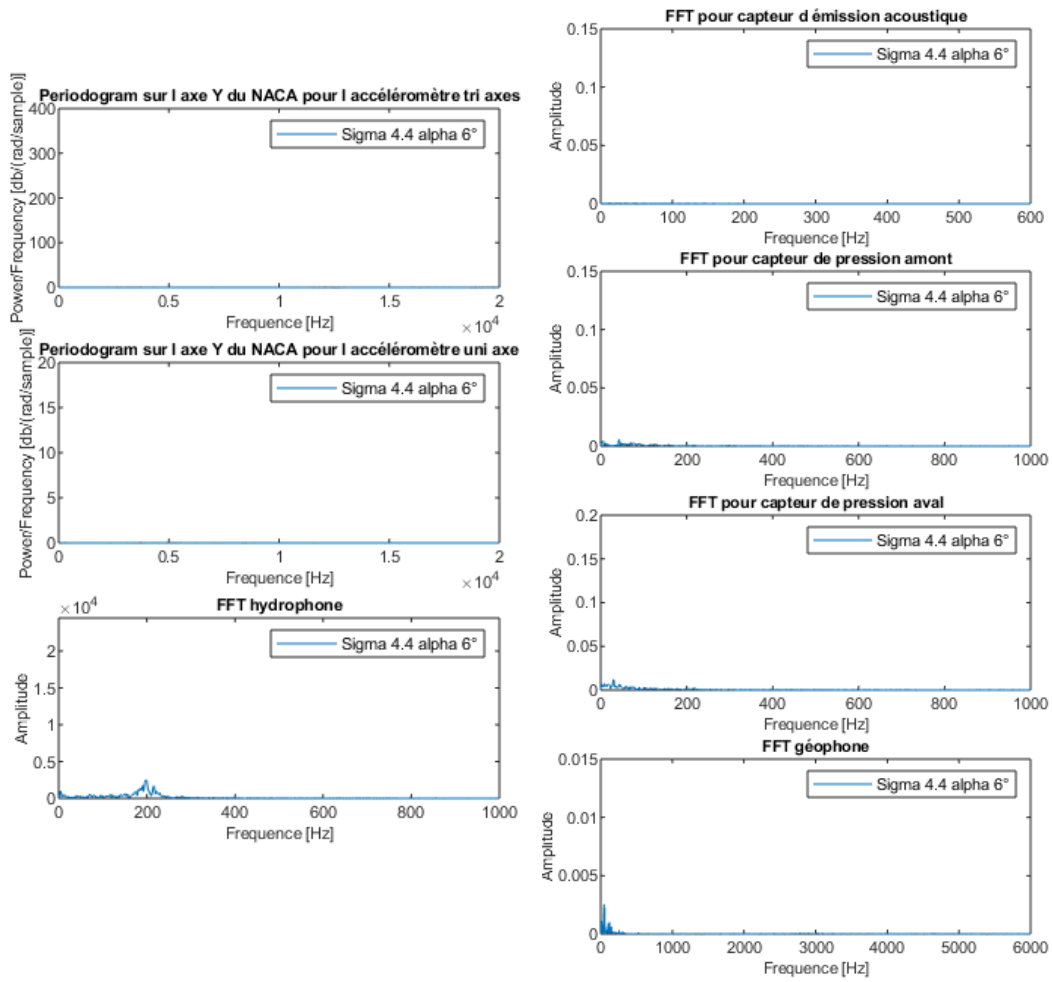 Periodogram sur l axe Y du NACA pour l accéléromètre tri axes
Power/Frequency [db/(rad/sample)]
400
300
200
100
0
Sigma 4.4 alpha 6°
0 0.5 1 1.5 2
Frequence [Hz]
×10⁴
Periodogram sur l axe Y du NACA pour l accéléromètre uni axe
Power/Frequency [db/(rad/sample)]
20
15
10
5
0
Sigma 4.4 alpha 6°
0 0.5 1 1.5 2
Frequence [Hz]
×10⁴
FFT hydrophone
×10⁴
Amplitude
2
1.5
1
0.5
0
Sigma 4.4 alpha 6°
0 200 400 600 800 1000
Frequence [Hz]
FFT pour capteur d émission acoustique
Amplitude
0.15
0.1
0.05
0
Sigma 4.4 alpha 6°
0 100 200 300 400 500 600
Frequence [Hz]
FFT pour capteur de pression amont
Amplitude
0.15
0.1
0.05
0
Sigma 4.4 alpha 6°
0 200 400 600 800 1000
Frequence [Hz]
FFT pour capteur de pression aval
Amplitude
0.2
0.15
0.1
0.05
0
Sigma 4.4 alpha 6°
0 200 400 600 800 1000
Frequence [Hz]
FFT géophone
Amplitude
0.015
0.01
0.005
0
Sigma 4.4 alpha 6°
0 1000 2000 3000 4000 5000 6000
Frequence [Hz]